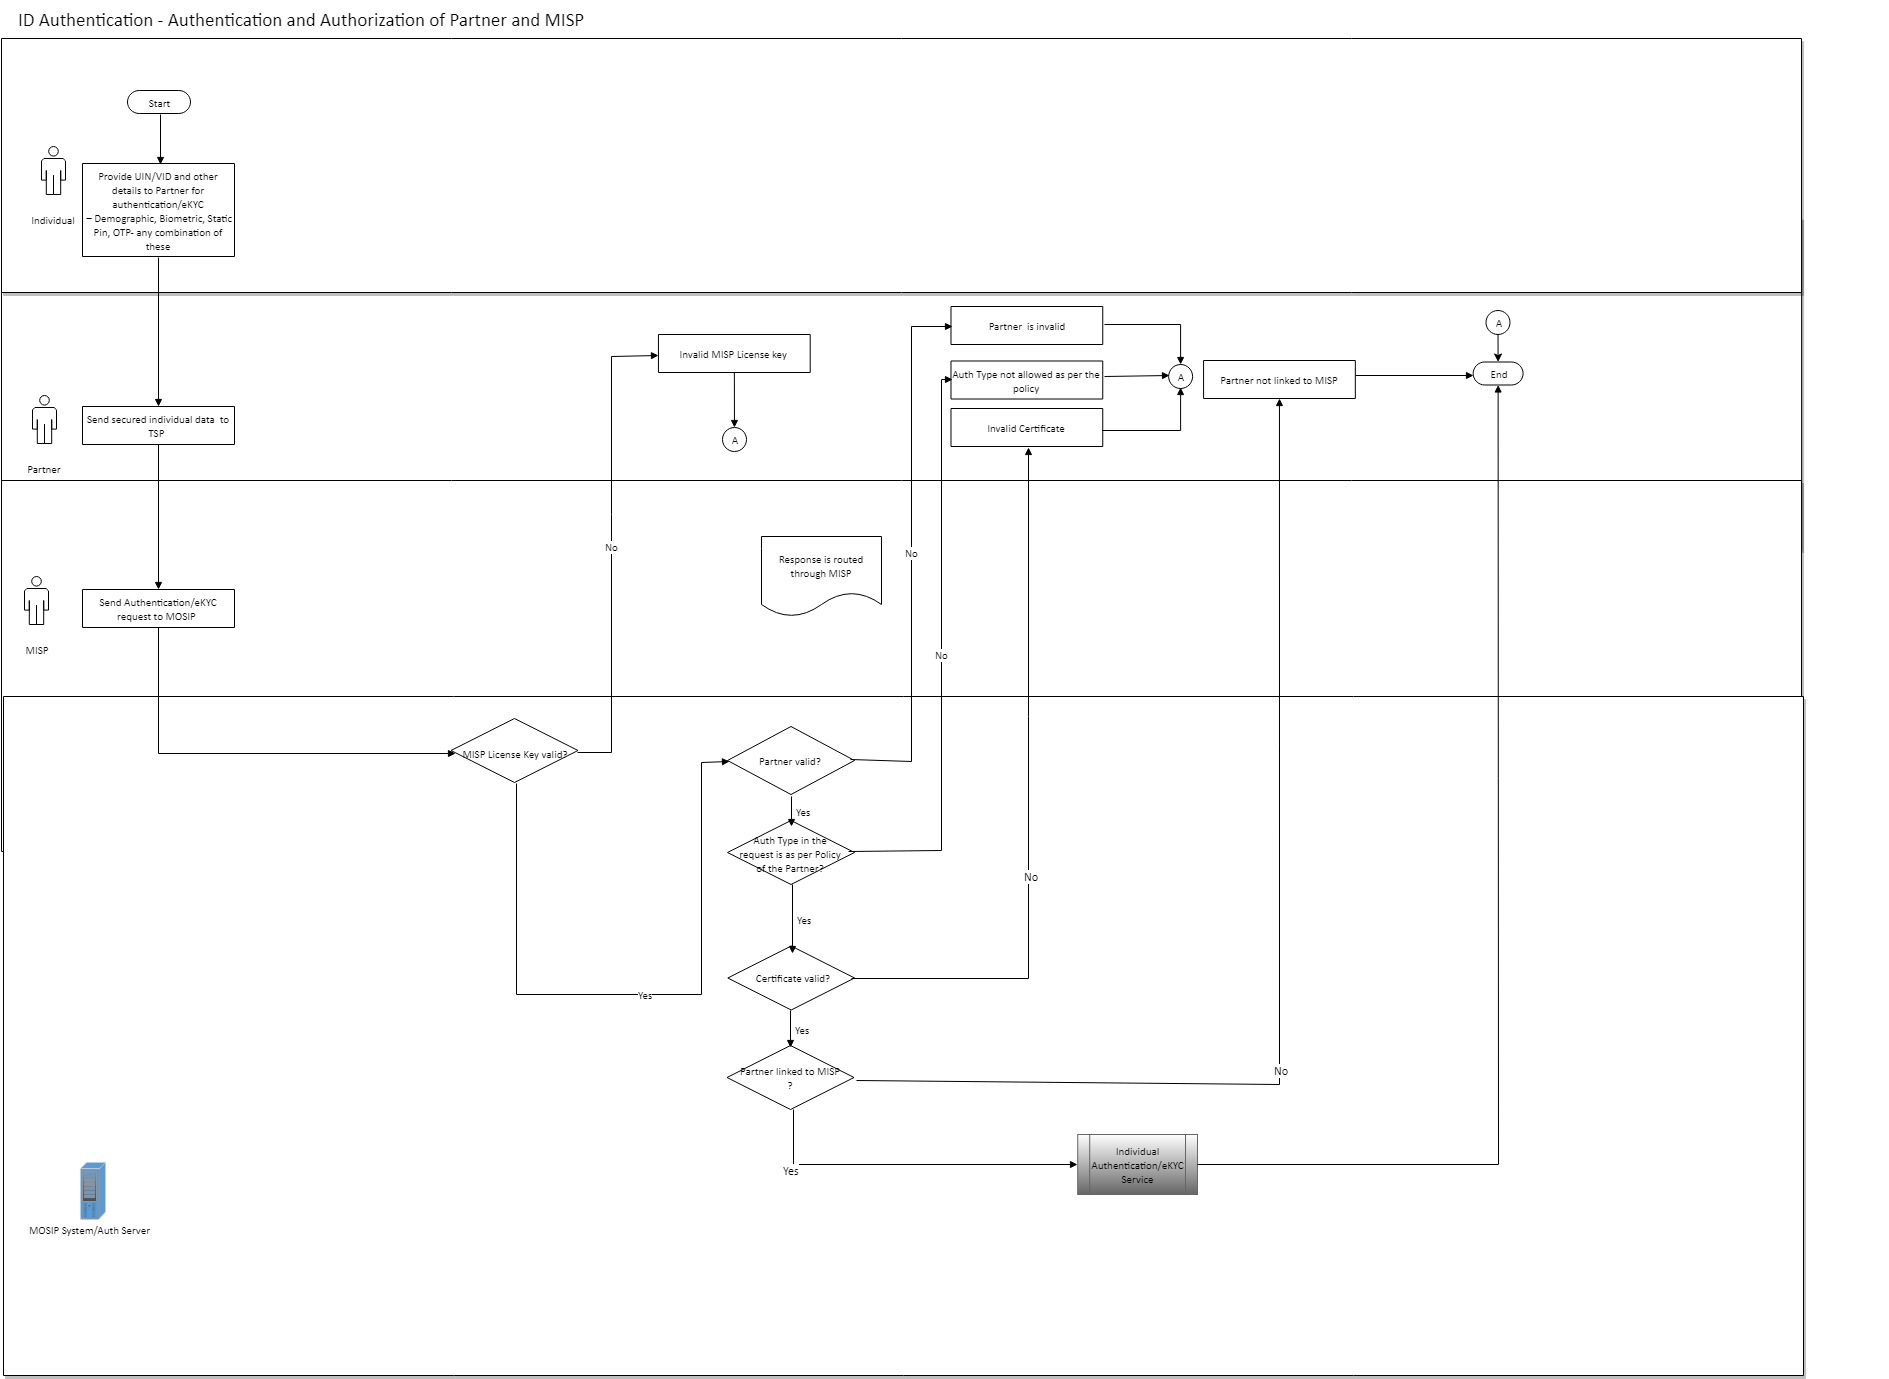 ID Authentication - Authentication and Authorization of Partner and MISP
Start
Provide UIN/VID and other
details to Partner for
authentication/eKYC
– Demographic, Biometric, Static
Pin, OTP- any combination of
these
Individual
Partner  is invalid
A
Invalid MISP License key
Auth Type not allowed as per the
policy
A
Partner not linked to MISP
End
Send secured individual data  to
TSP
Invalid Certificate
A
Partner
No
No
Response is routed
through MISP
Send Authentication/eKYC
request to MOSIP
MISP
No
MISP License Key valid?
Partner valid?
Yes
Auth Type in the
request is as per Policy
of the Partner?
No
Yes
Certificate valid?
Yes
Yes
Partner linked to MISP
?
No
Yes
Individual
Authentication/eKYC
Service
MOSIP System/Auth Server